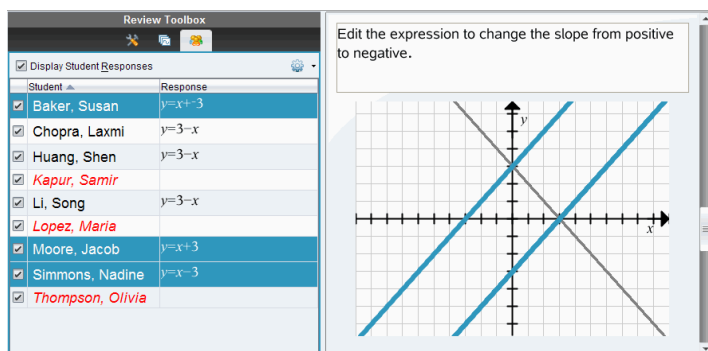 Review Toolbox
Display Student Responses
Student Response
Baker, Susan y=x+⁻3
Chopra, Laxmi y=3−x
Huang, Shen y=3−x
Kapur, Samir
Li, Song y=3−x
Lopez, Maria
Moore, Jacob y=x+3
Simmons, Nadine y=x−3
Thompson, Olivia
Edit the expression to change the slope from positive
to negative.
y
x